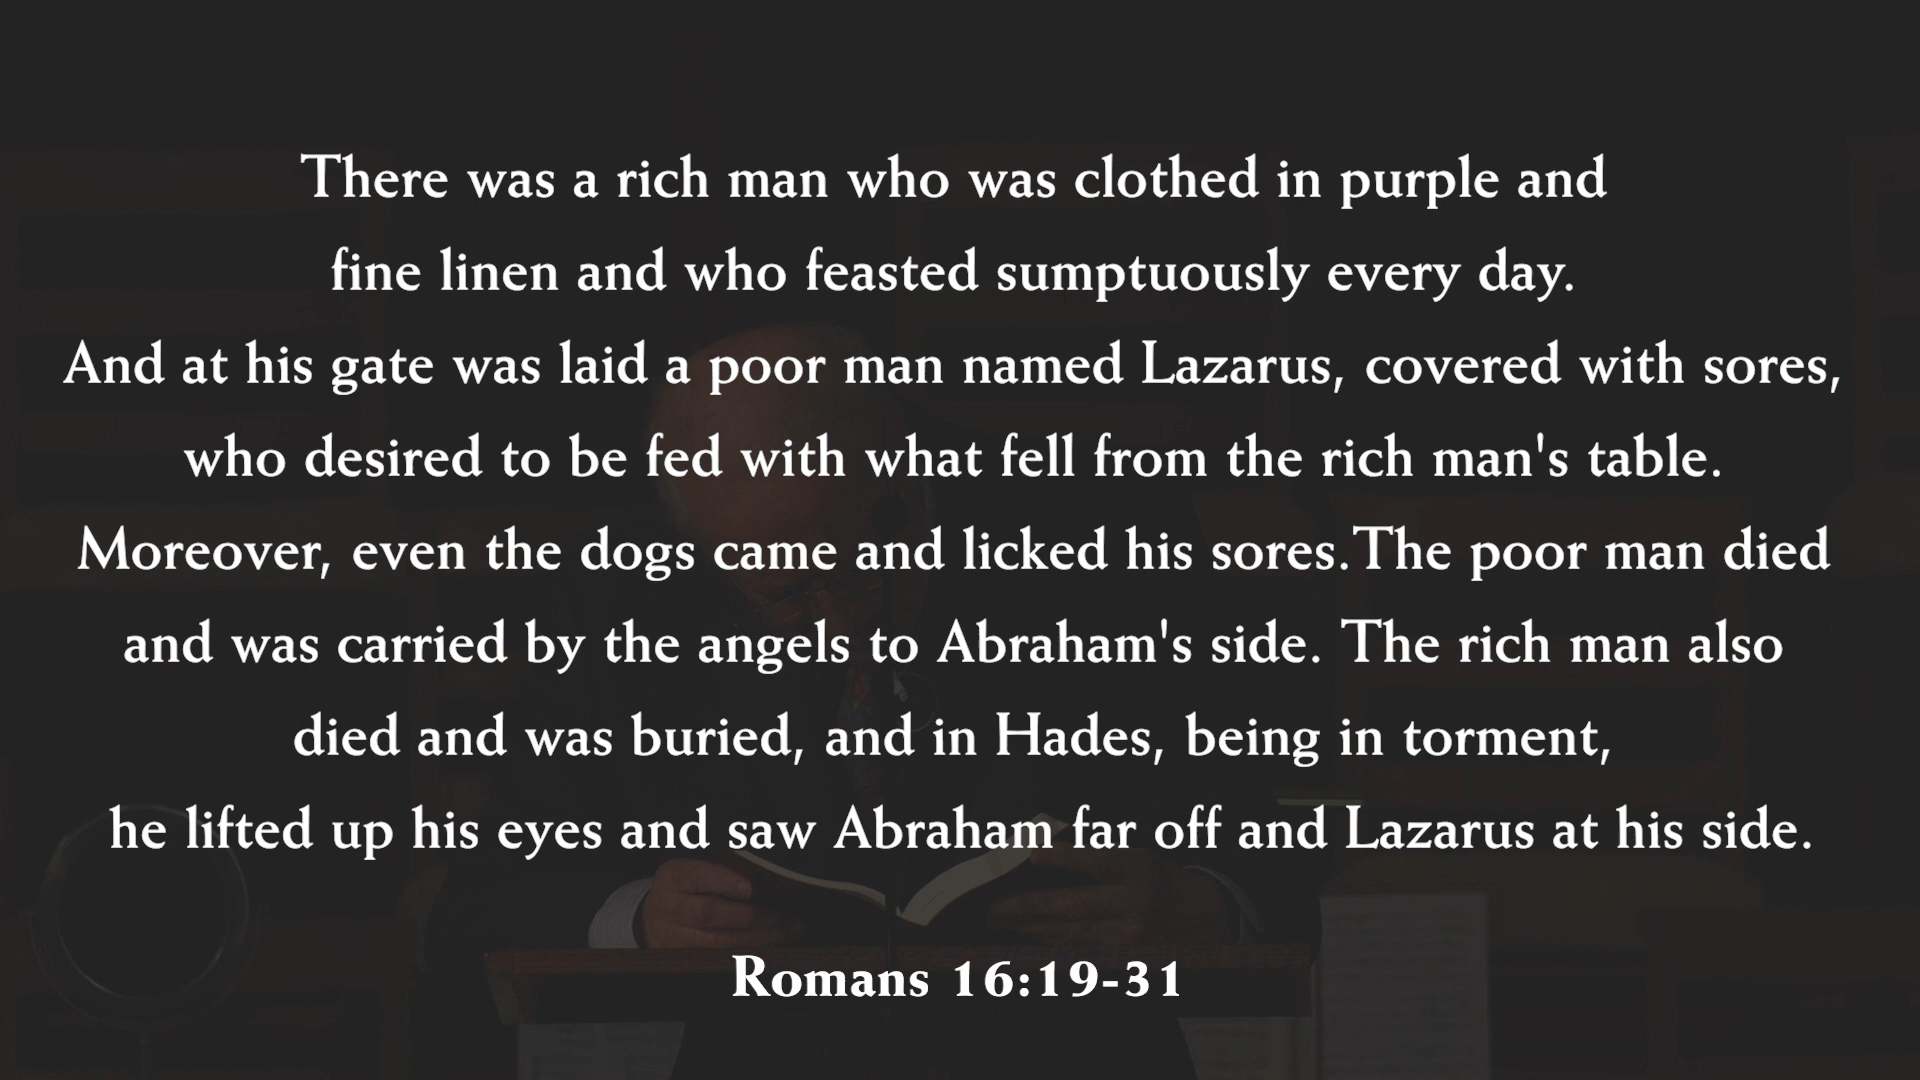 There was a rich man who was clothed in purple and
fine linen and who feasted sumptuously every day.
And at his gate was laid a poor man named Lazarus, covered with sores,
who desired to be fed with what fell from the rich man's table.
Moreover, even the dogs came and licked his sores.The poor man died
and was carried by the angels to Abraham's side. The rich man also
died and was buried, and in Hades, being in torment,
he lifted up his eyes and saw Abraham far off and Lazarus at his side.
Romans 16:19-31